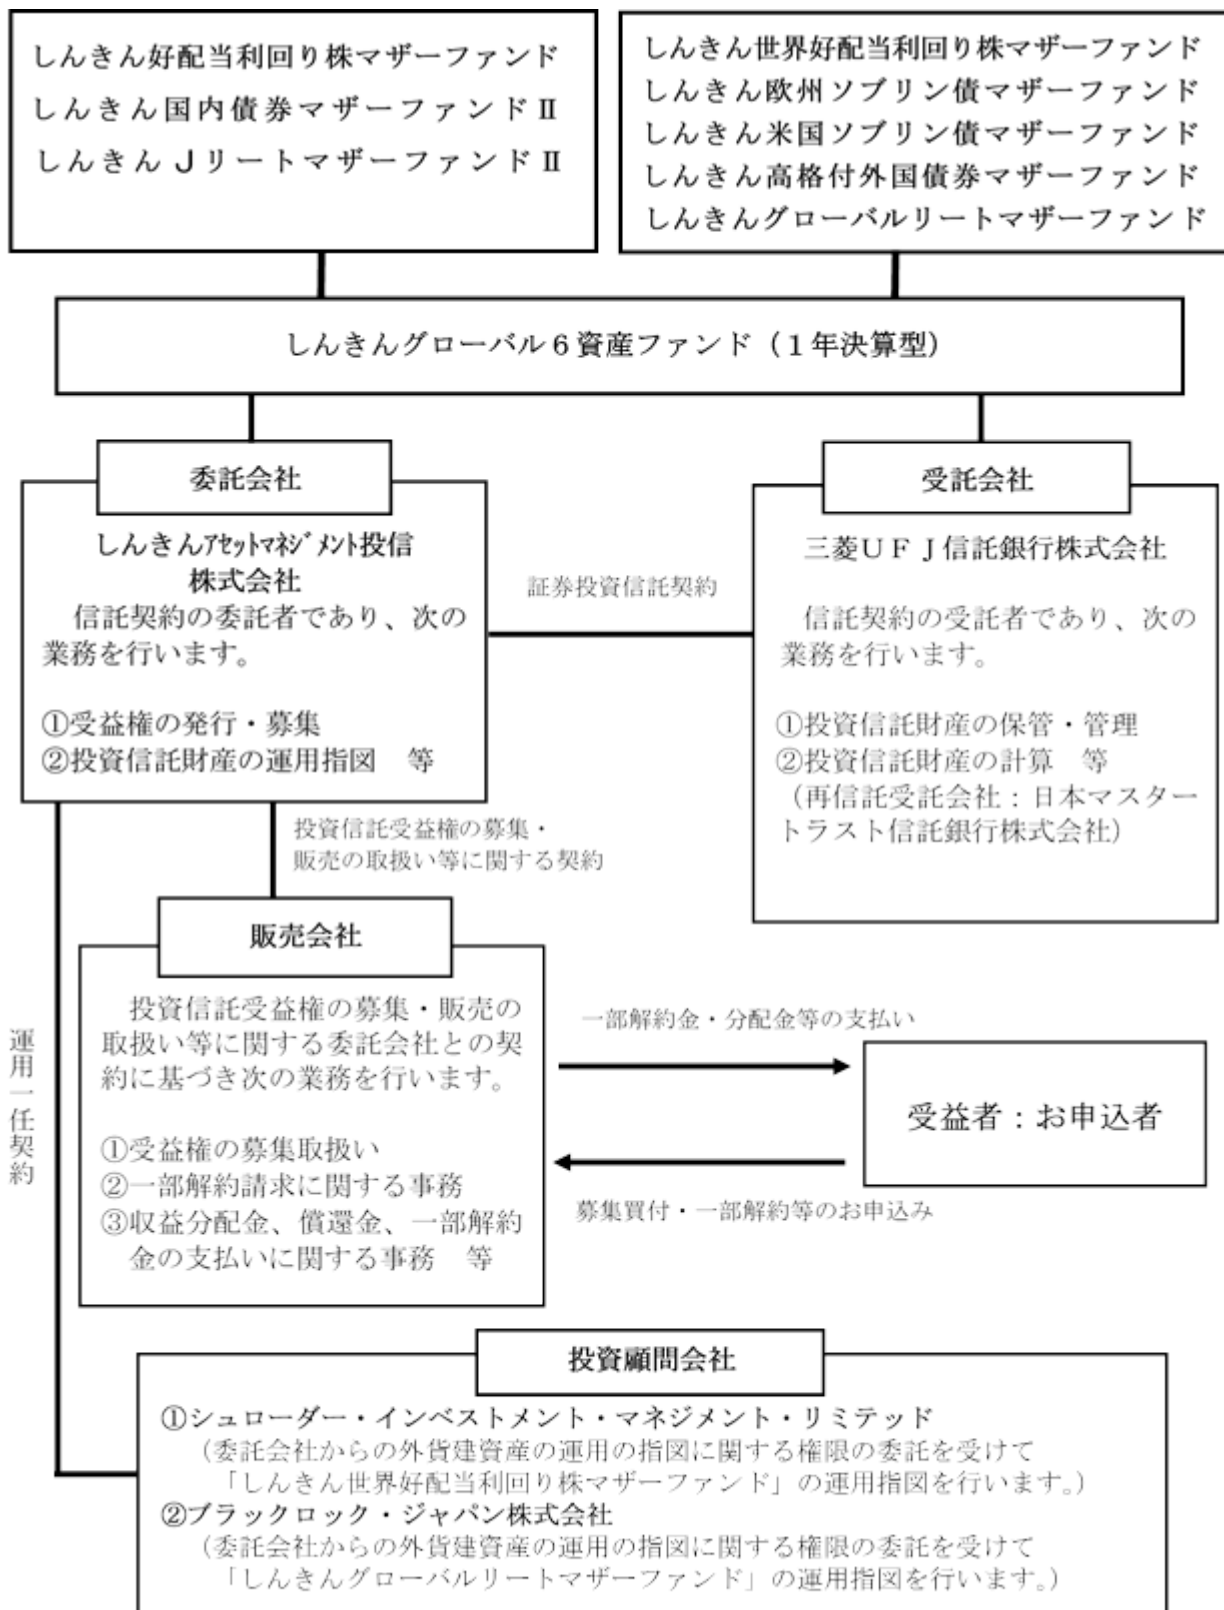 しんきん好配当利回り株マザーファンド
しんきん国内債券マザーファンドⅡ
しんきんJリートマザーファンドⅡ
しんきん世界好配当利回り株マザーファンド
しんきん欧州ソブリン債マザーファンド
しんきん米国ソブリン債マザーファンド
しんきん高格付外国債券マザーファンド
しんきんグローバルリートマザーファンド
しんきんグローバル6資産ファンド（1年決算型）
委託会社
しんきんｱｾｯﾄﾏﾈｼﾞﾒﾝﾄ投信
株式会社
信託契約の委託者であり、次の
業務を行います。
①受益権の発行・募集
②投資信託財産の運用指図　等
証券投資信託契約
受託会社
三菱ＵＦＪ信託銀行株式会社
信託契約の受託者であり、次の
業務を行います。
①投資信託財産の保管・管理
②投資信託財産の計算　等
（再信託受託会社：日本マスター
トラスト信託銀行株式会社）
投資信託受益権の募集・
販売の取扱い等に関する契約
販売会社
投資信託受益権の募集・販売の
取扱い等に関する委託会社との契
約に基づき次の業務を行います。
①受益権の募集取扱い
②一部解約請求に関する事務
③収益分配金、償還金、一部解約
金の支払いに関する事務　等
一部解約金・分配金等の支払い
受益者：お申込者
募集買付・一部解約等のお申込み
運用一任契約
投資顧問会社
①シュローダー・インベストメント・マネジメント・リミテッド
（委託会社からの外貨建資産の運用の指図に関する権限の委託を受けて
「しんきん世界好配当利回り株マザーファンド」の運用指図を行います。）
②ブラックロック・ジャパン株式会社
（委託会社からの外貨建資産の運用の指図に関する権限の委託を受けて
「しんきんグローバルリートマザーファンド」の運用指図を行います。）